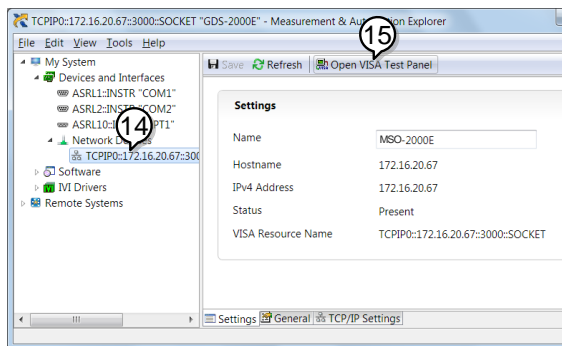 TCPIP0::172.16.20.67::3000::SOCKET "GDS-2000E" - Measurement & Explorer
15
File Edit View Tools Help
Save Refresh Open VISA Test Panel
My System
Devices and Interfaces
ASRL1::INSTR "COM1"
ASRL2::INSTR "COM2"
14
Network
TCPIP0::172.16.20.67::300
Software
IVI Drivers
Remote Systems
Settings
Name MSO-2000E
Hostname 172.16.20.67
IPv4 Address 172.16.20.67
Status Present
VISA Resource Name TCPIP0::172.16.20.67::3000::SOCKET
Settings General TCP/IP Settings